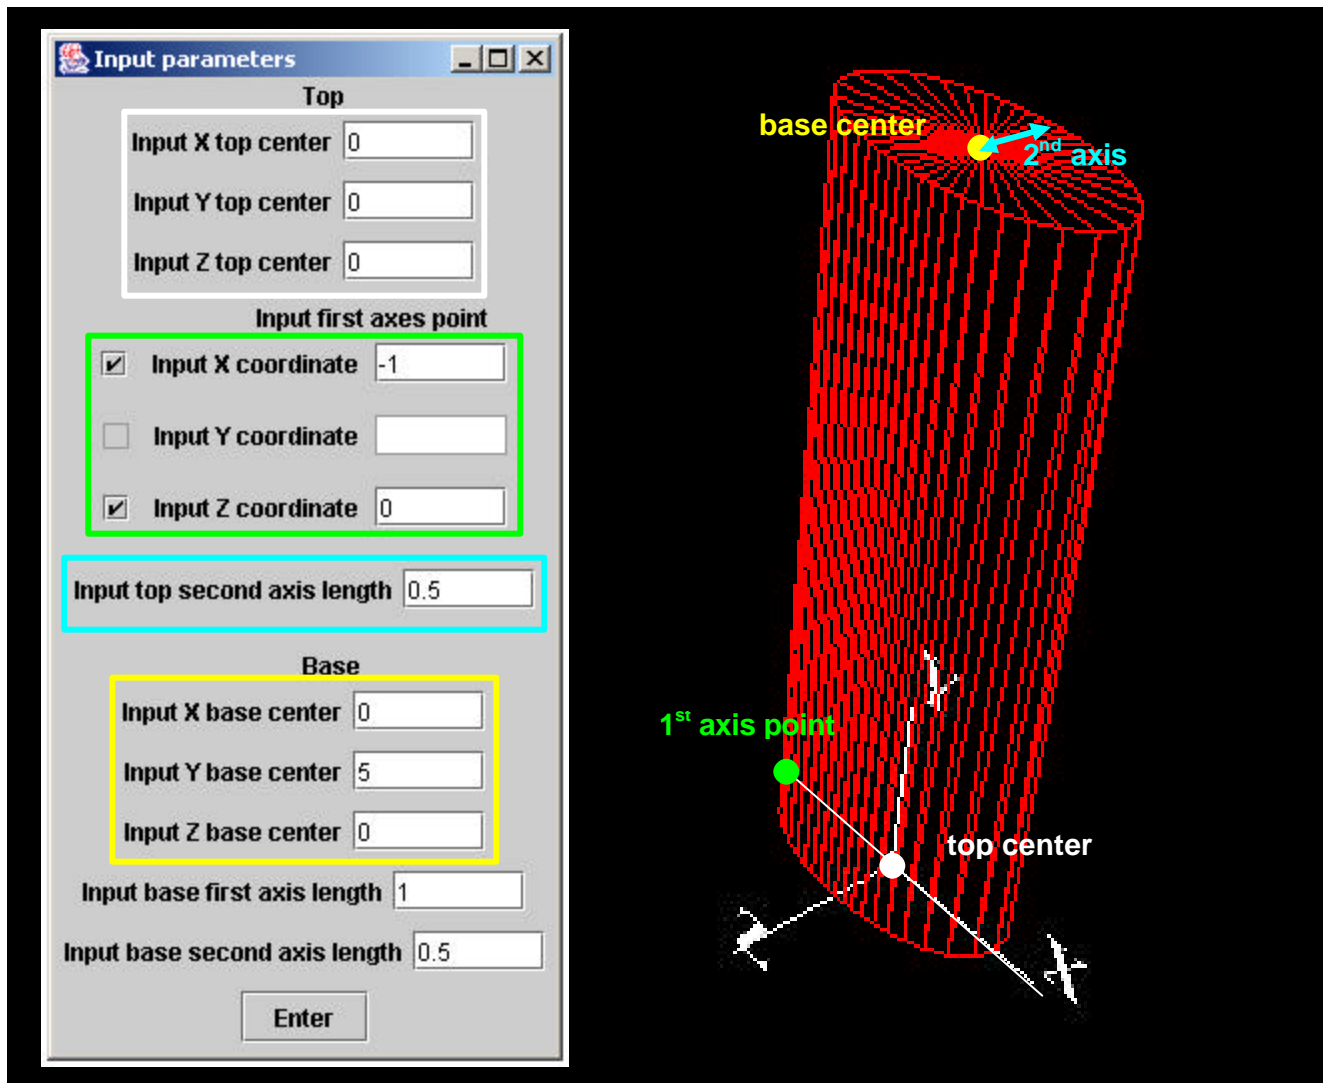 Input parameters
Top
Input X top center 0
Input Y top center 0
Input Z top center 0
Input first axes point
Input X coordinate -1
Input Y coordinate
Input Z coordinate 0
Input top second axis length 0.5
Base
Input X base center 0
Input Y base center 5
Input Z base center 0
Input base first axis length 1
Input base second axis length 0.5
Enter
base center
2nd axis
1st axis point
Y
top center
Z
X